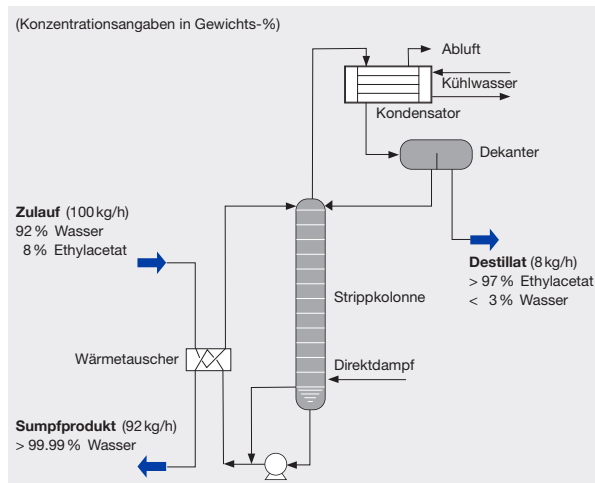 (Konzentrationsangaben in Gewichts-%)
Abluft
Kühlwasser
Kondensator
Dekanter
Zulauf (100 kg/h)
92 % Wasser
8 % Ethylacetat
Destillat (8 kg/h)
> 97 % Ethylacetat
< 3 % Wasser
Strippkolonne
Wärmetauscher
Direktdampf
Sumpfprodukt (92 kg/h)
> 99.99 % Wasser